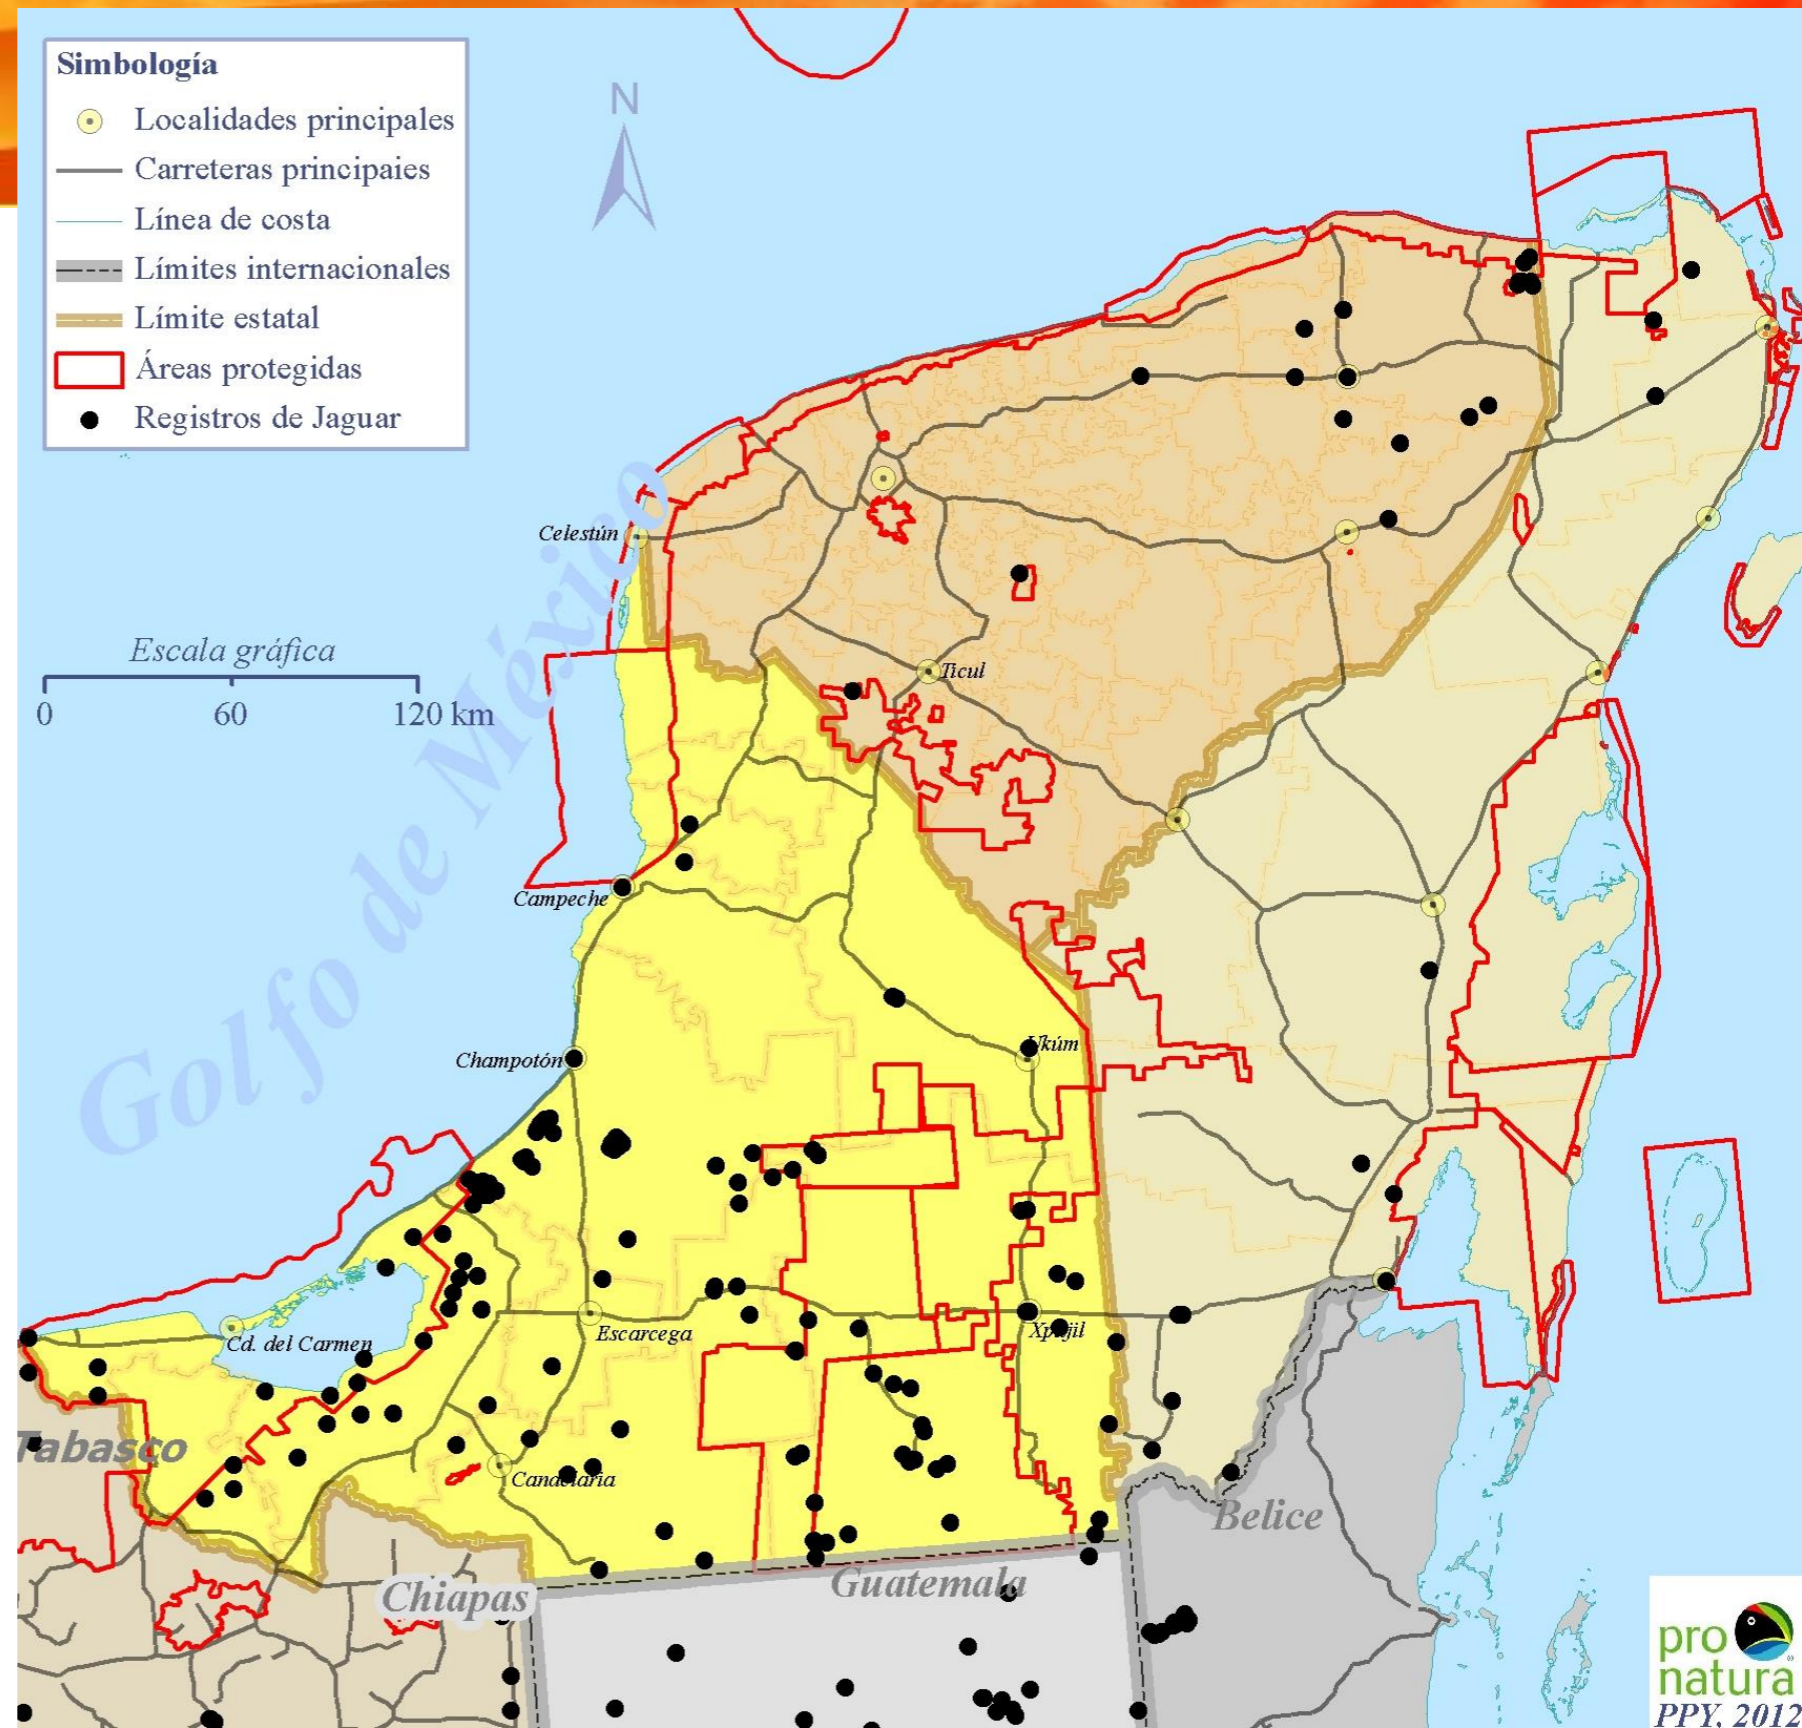 Simbología
Localidades principales
Carreteras principaies
Línea de costa
Límites internacionales
Límite estatal
Áreas protegidas
Registros de Jaguar
N
Celestún
Escala gráfica
0 60 120 km
Golfo de México
Ticul
Campeche
Champotón
Ukúm
Cd. del Carmen
Escarcega
Xpujil
Tabasco
Candelaria
Belice
Chiapas
Guatemala
pro
natura
PPY, 2012